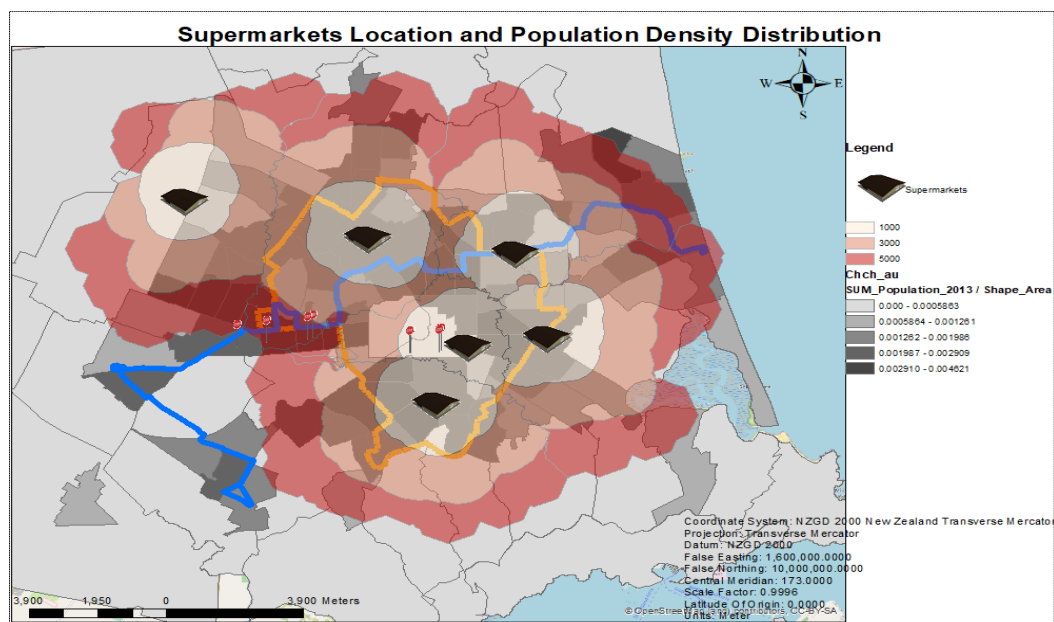 Supermarkets Location and Population Density Distribution
N
W
E
S
Legend
Supermarkets
1000
3000
5000
Chch_au
SUM_Population_2013 / Shape_Area
0.000 - 0.0005863
0.0005864 - 0.001261
0.001262 - 0.001986
0.001987 - 0.002909
0.002910 - 0.004621
Coordinate System: NZGD 2000 New Zealand Transverse Mercator
Projection: Transverse Mercator
Datum: NZGD 2000
False Easting: 1,600,000.0000
False Northing: 10,000,000.0000
Central Meridian: 173.0000
Scale Factor: 0.9996
Latitude Of Origin: 0.0000
Units: Meter
3,900 1,950 0 3,900 Meters
© OpenStreetMap (and) contributors, CC-BY-SA